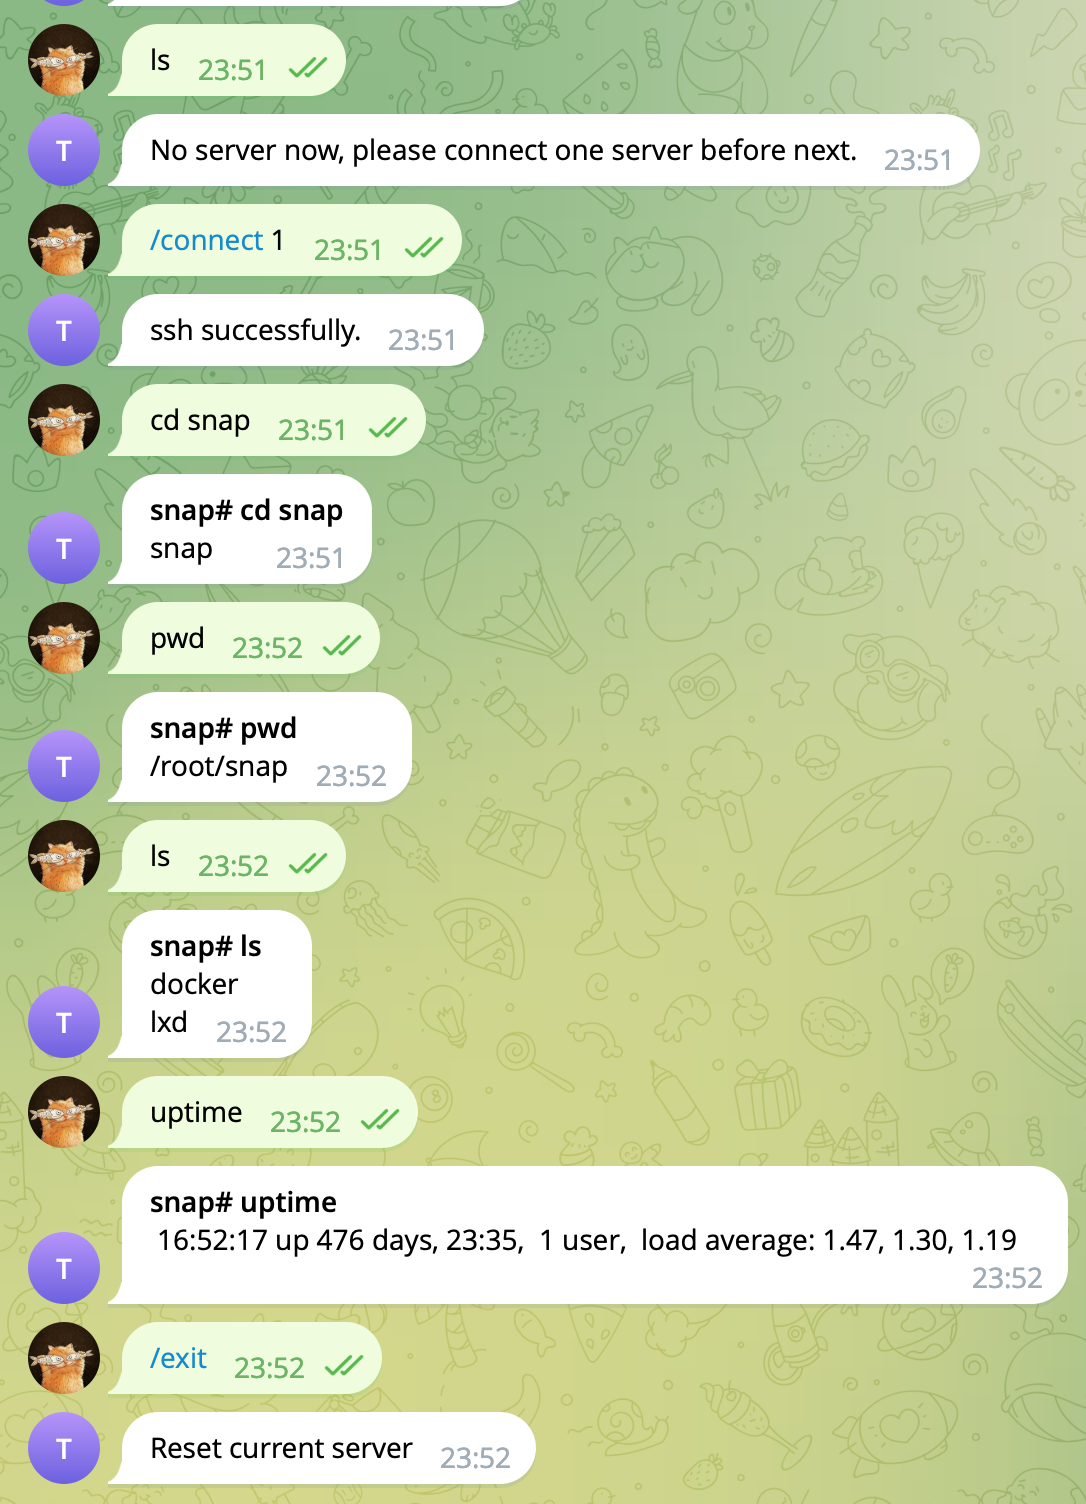 ls 23:51
T
No server now, please connect one server before next. 23:51
/connect 1 23:51
T
ssh successfully. 23:51
cd snap 23:51
snap# cd snap
T
snap 23:51
pwd 23:52
snap# pwd
T
/root/snap 23:52
ls 23:52
snap# ls
docker
T
lxd 23:52
uptime 23:52
snap# uptime
16:52:17 up 476 days, 23:35,  1 user,  load average: 1.47, 1.30, 1.19
T
23:52
/exit 23:52
T
Reset current server 23:52